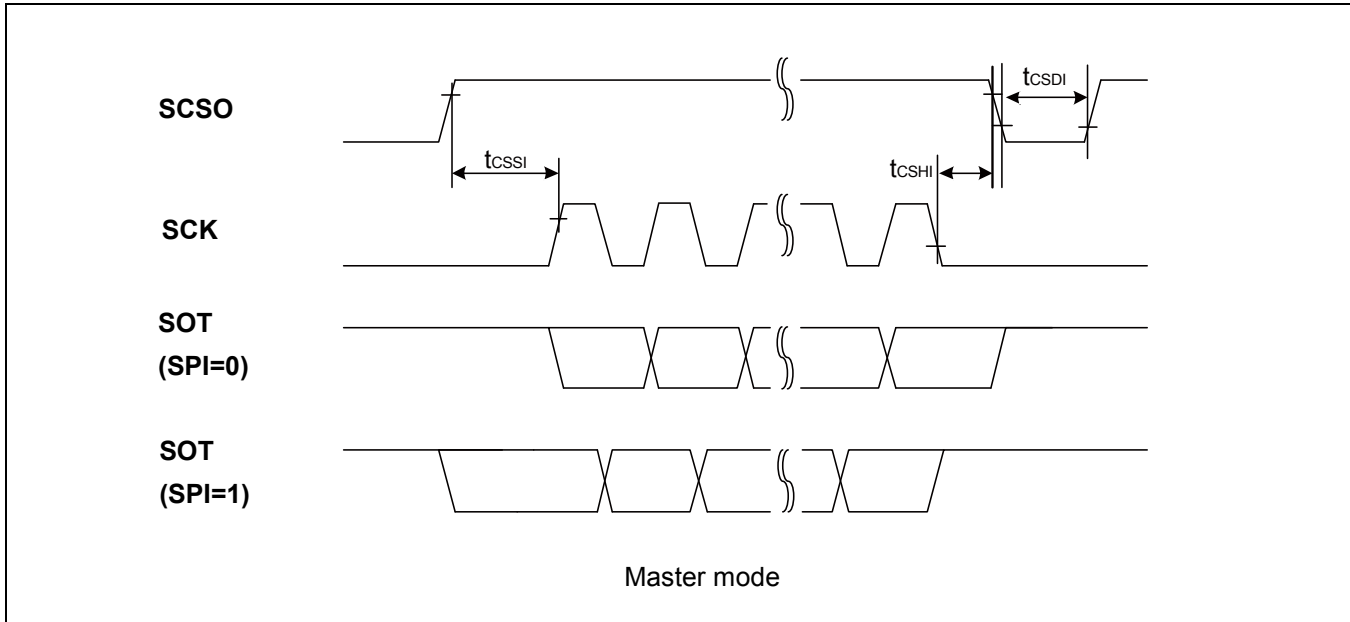 SCSO
tCSDI
tCSSI
tCSHI
SCK
SOT
(SPI=0)
SOT
(SPI=1)
Master mode